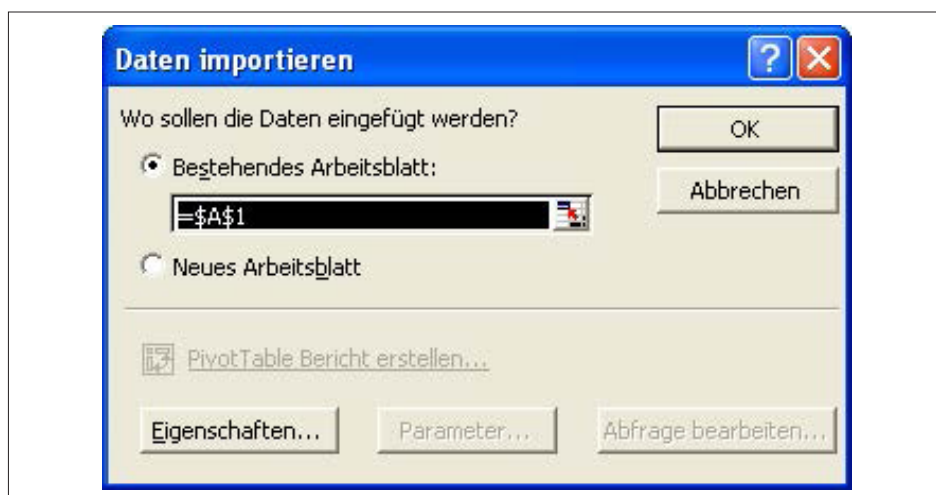 Daten importieren
Wo sollen die Daten eingefügt werden?
OK
Bestehendes Arbeitsblatt:
Abbrechen
=$A$1
Neues Arbeitsblatt
PivotTable Bericht erstellen...
Eigenschaften...
Parameter...
Abfrage bearbeiten...